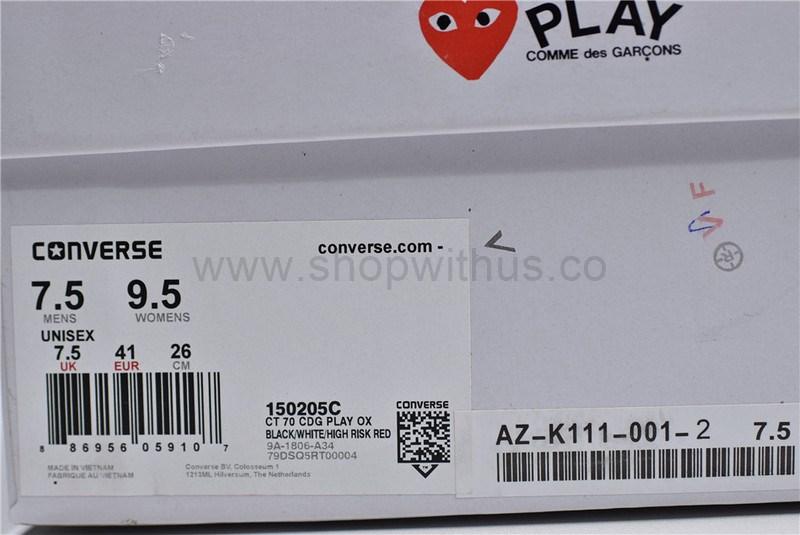 PLAY
COMME des GARÇONS
F
R
CONVERSE
converse.com -
www.shopwithus.co
7.5 9.5
MENS WOMENS
UNISEX
7.5 41 26
UK EUR CM
150205C
CT 70 CDG PLAY OX
BLACK/WHITE/HIGH RISK RED
9A-1806-A34
79DSQ5RT00004
CONVERSE
8 86956 05910 7
MADE IN VIETNAM
FABRIQUE AU VIETNAM
Converse BV, Colosseum 1
1213ML Hilversum, The Netherlands
AZ-K111-001-2 7.5